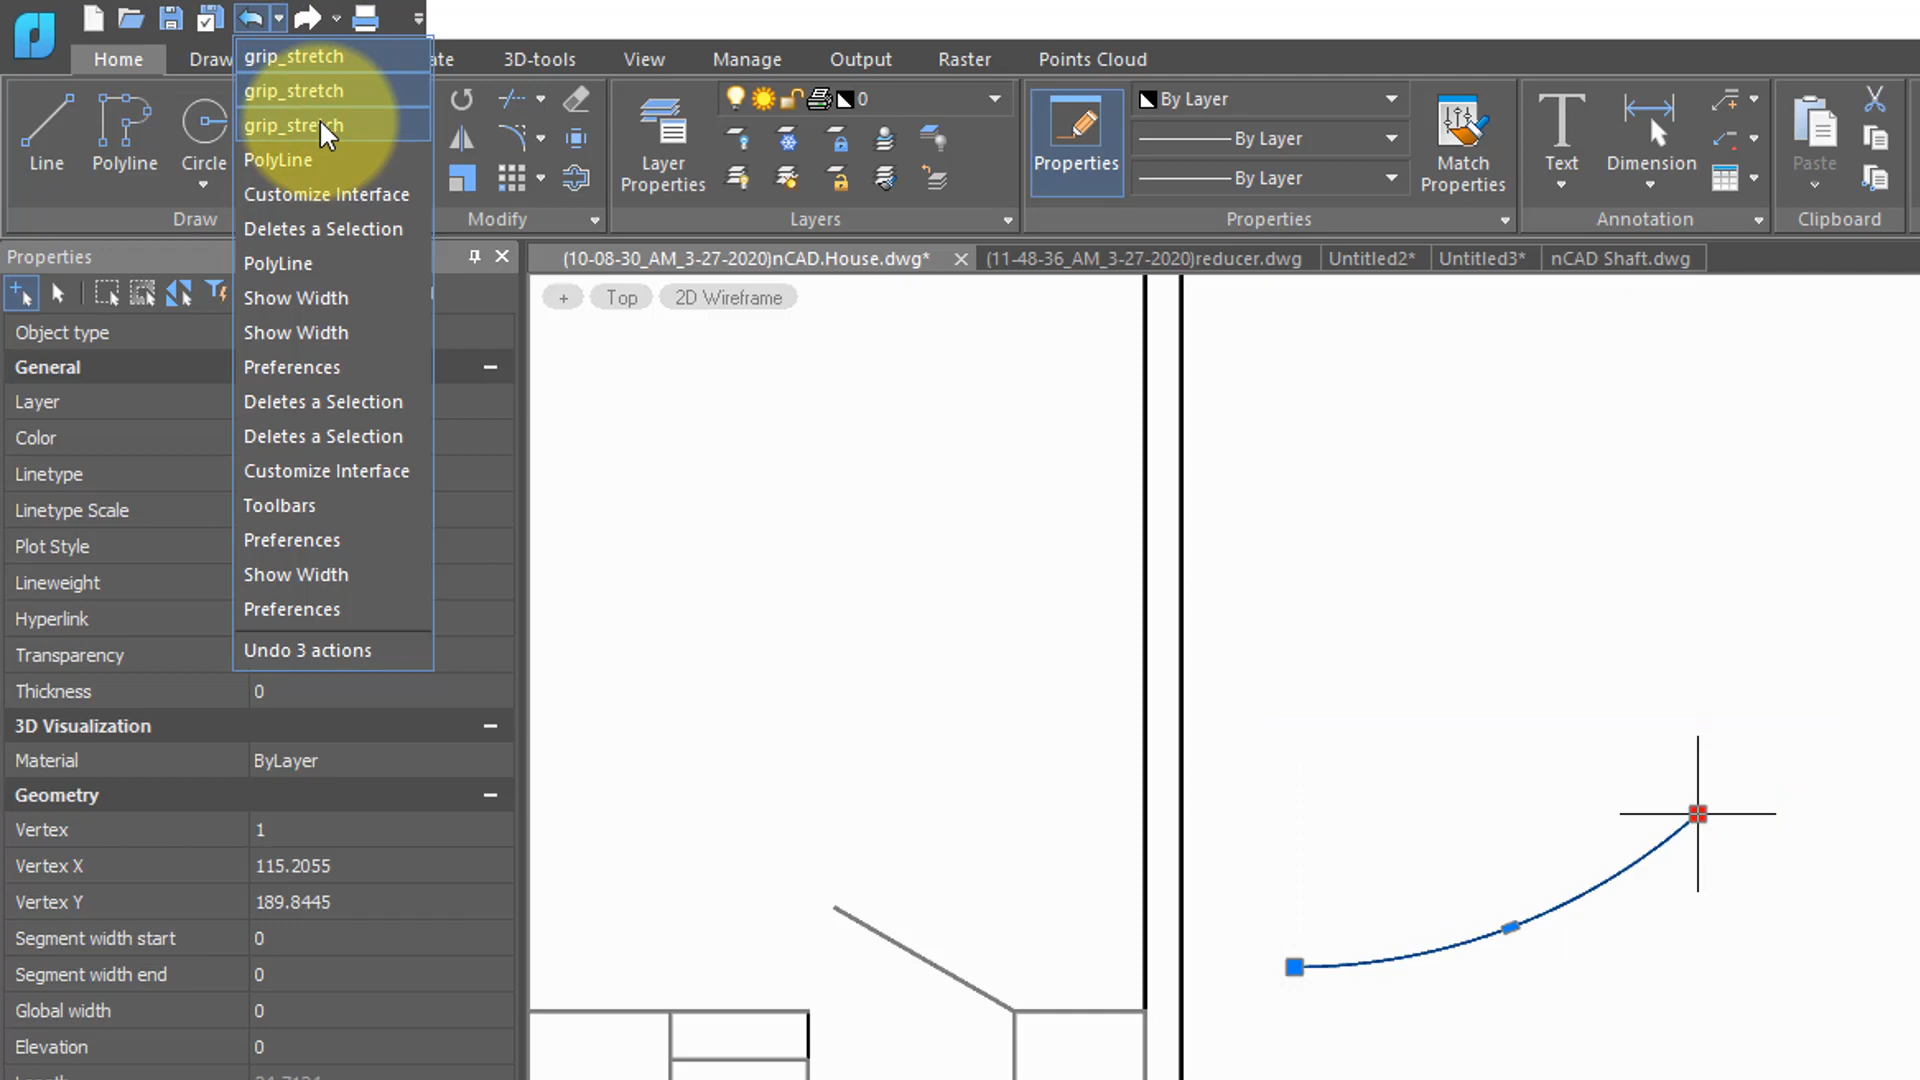 Home
Draw
ate
3D-tools
View
Manage
Output
Raster
Points Cloud
grip_stretch
grip_stretch
grip_stretch
PolyLine
Customize Interface
Deletes a Selection
PolyLine
Show Width
Show Width
Preferences
Deletes a Selection
Deletes a Selection
Customize Interface
Toolbars
Preferences
Show Width
Preferences
Undo 3 actions
Line
Polyline
Circle
Draw
Modify
Layer
Properties
0
Layers
Properties
By Layer
By Layer
By Layer
Match
Properties
Properties
Text
Dimension
Annotation
Paste
Clipboard
Properties
(10-08-30_AM_3-27-2020)nCAD.House.dwg*
(11-48-36_AM_3-27-2020)reducer.dwg
Untitled2*
Untitled3*
nCAD Shaft.dwg
+
Top
2D Wireframe
Object type
General
Layer
Color
Linetype
Linetype Scale
Plot Style
Lineweight
Hyperlink
Transparency
Thickness 0
3D Visualization
Material ByLayer
Geometry
Vertex 1
Vertex X 115.2055
Vertex Y 189.8445
Segment width start 0
Segment width end 0
Global width 0
Elevation 0